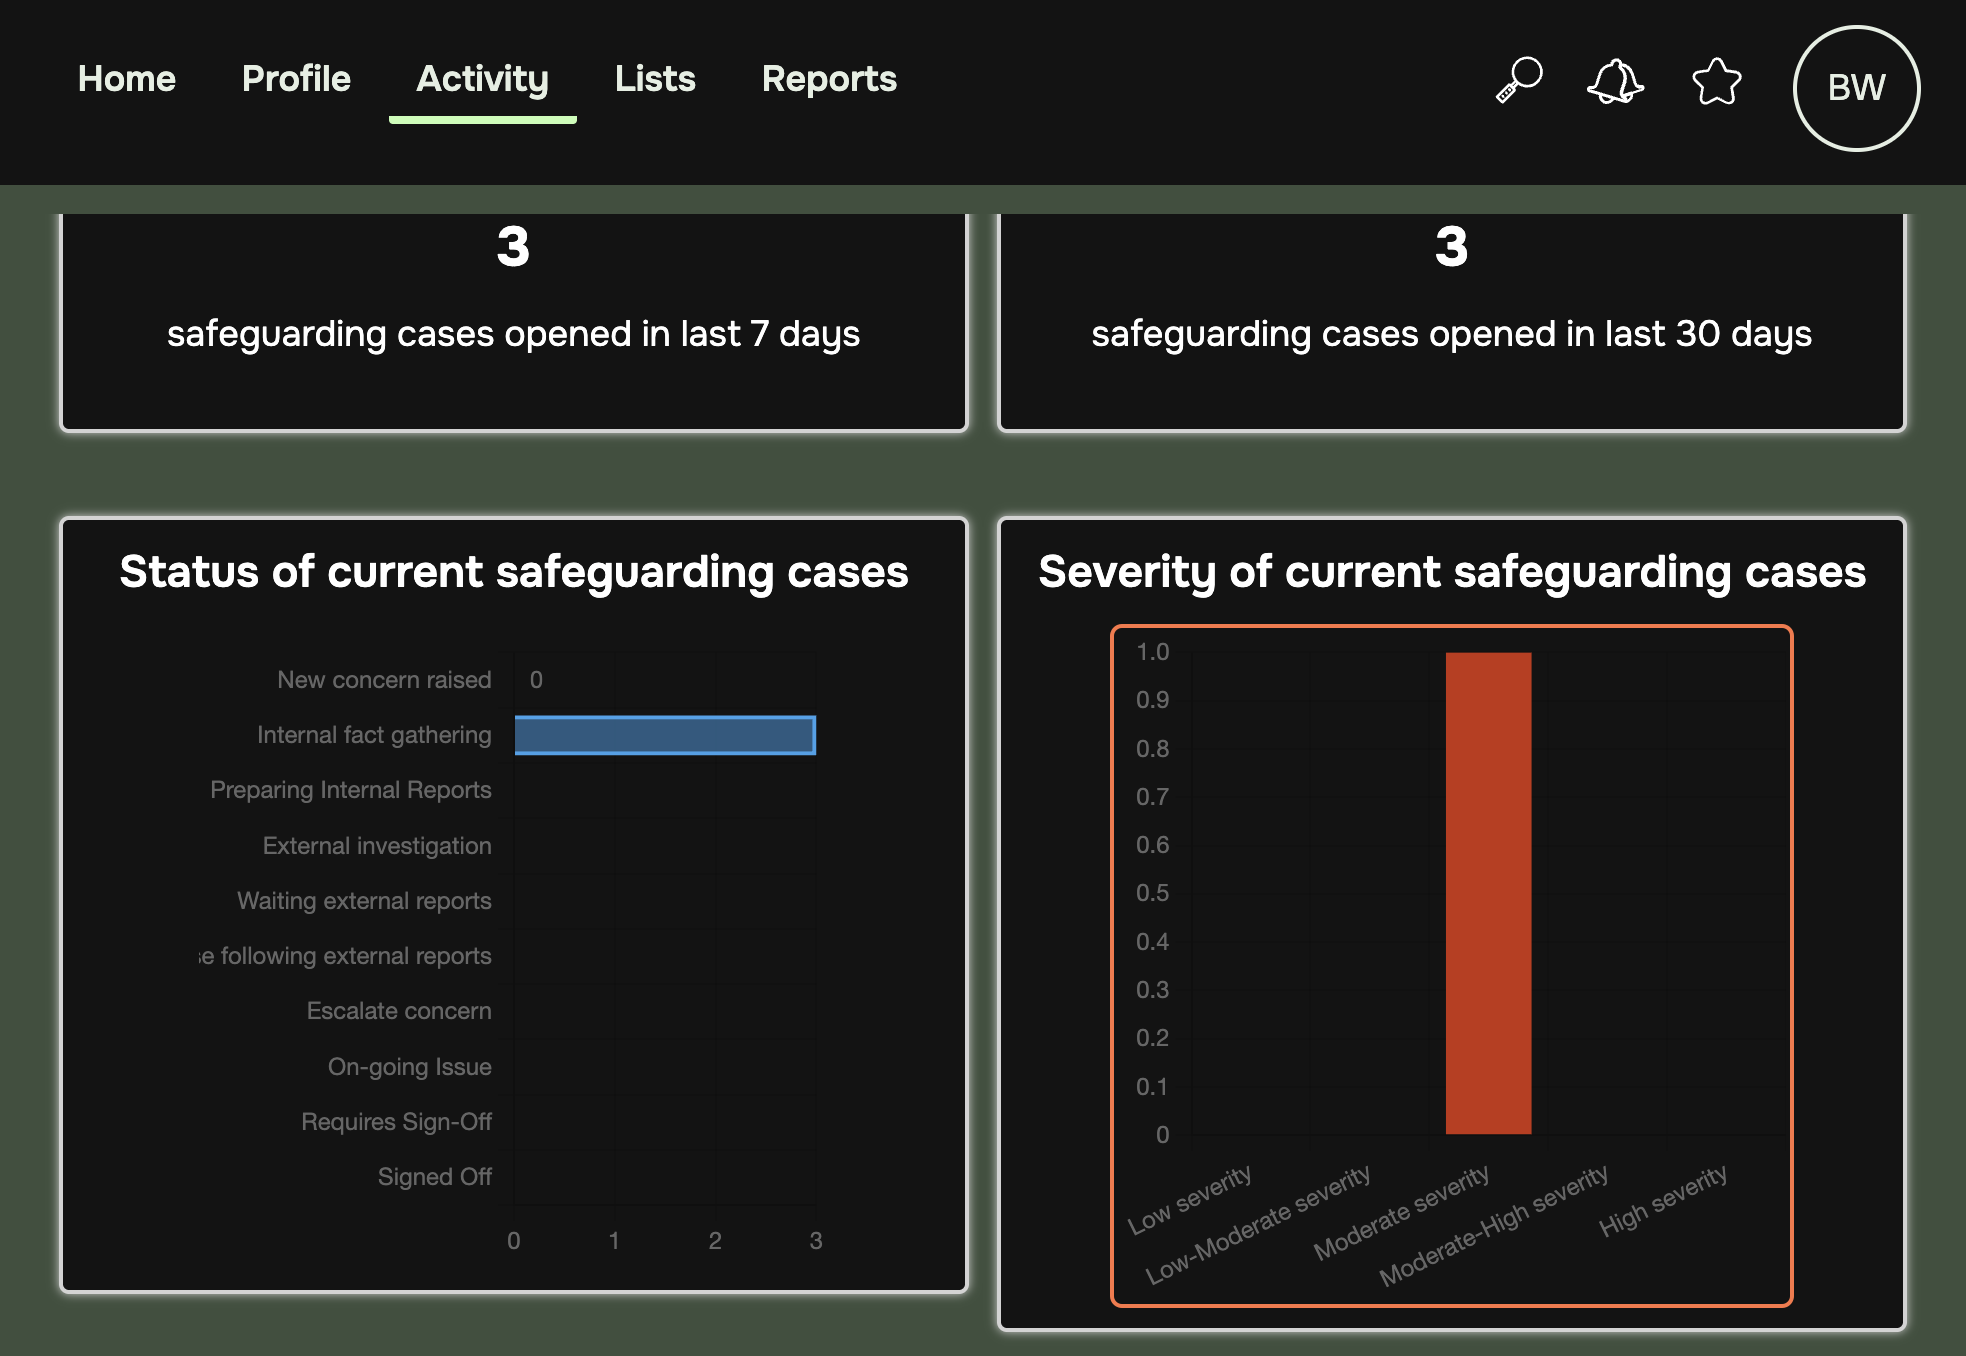 Home Profile Activity Lists Reports BW
3
safeguarding cases opened in last 7 days
3
safeguarding cases opened in last 30 days
Status of current safeguarding cases
New concern raised 0
Internal fact gathering
Preparing Internal Reports
External investigation
Waiting external reports
following external reports
Escalate concern
On-going Issue
Requires Sign-Off
Signed Off
0 1 2 3
Severity of current safeguarding cases
1.0
0.9
0.8
0.7
0.6
0.5
0.4
0.3
0.2
0.1
0
Low severity
Low-Moderate severity
Moderate severity
Moderate-High severity
High severity